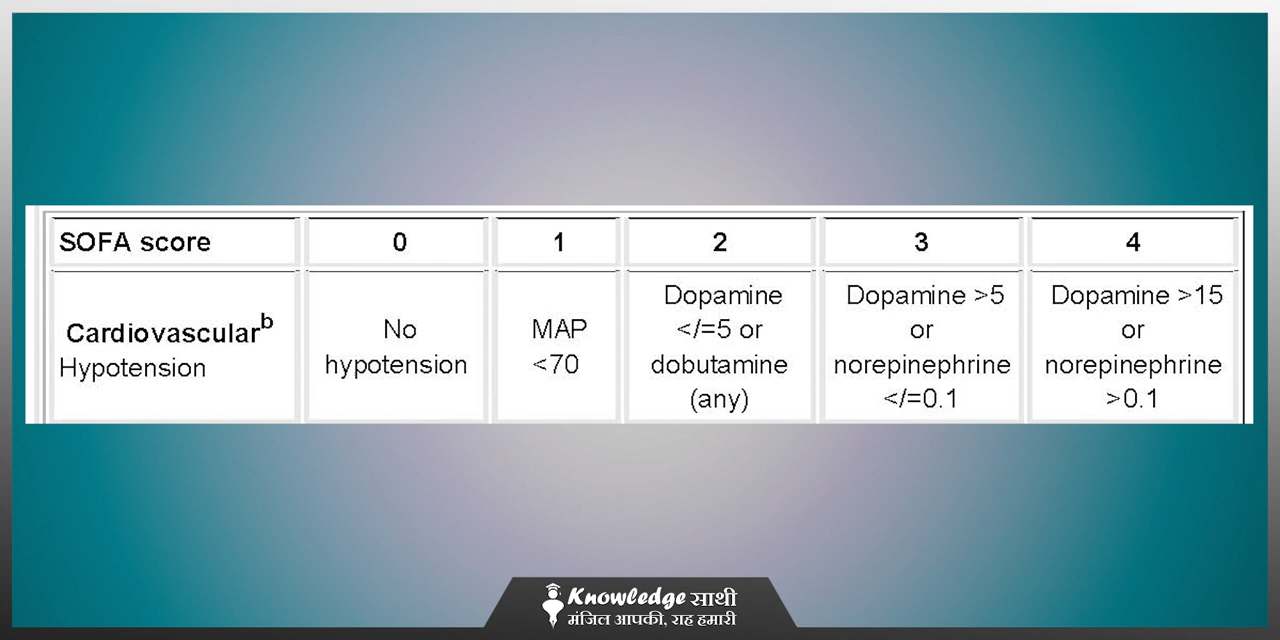 SOFA score 0 1 2 3 4
Cardiovascularb
Hypotension
No
hypotension
MAP
<70
Dopamine
</=5 or
dobutamine
(any)
Dopamine >5
or
norepinephrine
</=0.1
Dopamine >15
or
norepinephrine
>0.1
Knowledge साथी
मंजिल आपकी, राह हमारी